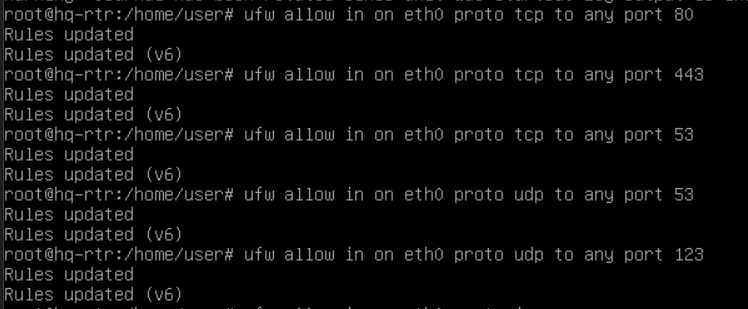 root@hq-rtr:/home/user# ufw allow in on eth0 proto tcp to any port 80
Rules updated
Rules updated (v6)
root@hq-rtr:/home/user# ufw allow in on eth0 proto tcp to any port 443
Rules updated
Rules updated (v6)
root@hq-rtr:/home/user# ufw allow in on eth0 proto tcp to any port 53
Rules updated
Rules updated (v6)
root@hq-rtr:/home/user# ufw allow in on eth0 proto udp to any port 53
Rules updated
Rules updated (v6)
root@hq-rtr:/home/user# ufw allow in on eth0 proto udp to any port 123
Rules updated
Rules updated (v6)